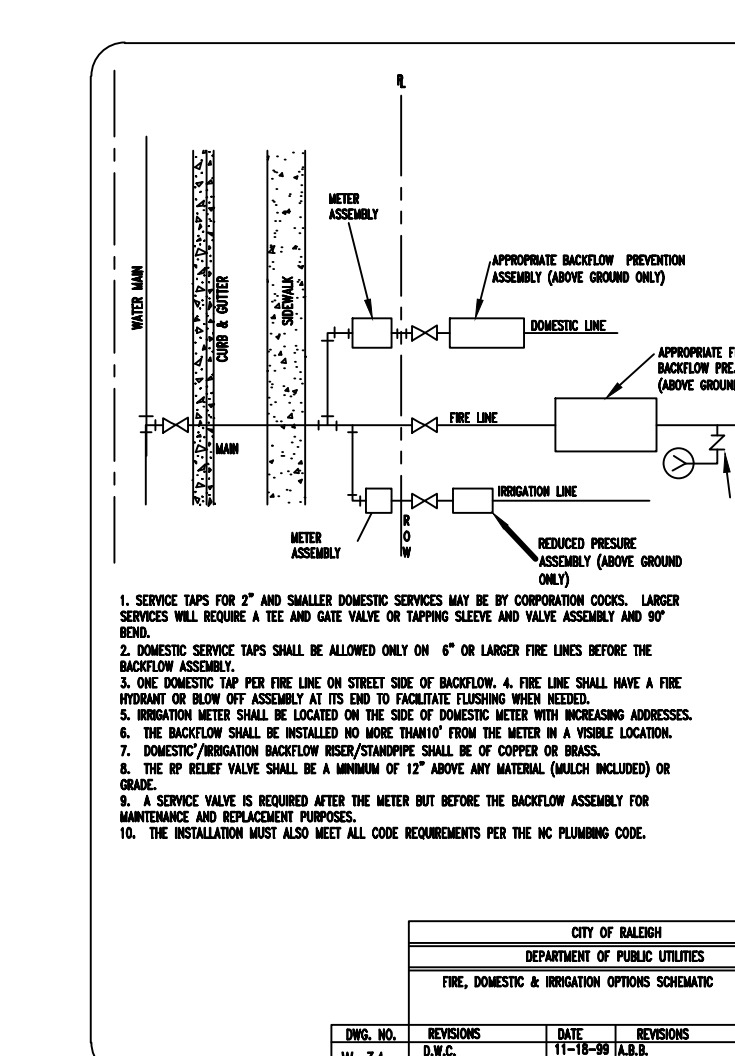 PL
METER
ASSEMBLY
APPROPRIATE BACKFLOW PREVENTION
ASSEMBLY (ABOVE GROUND ONLY)
WATER MAIN
CURB & GUTTER
SIDEWALK
DOMESTIC LINE
APPROPRIATE
BACKFLOW
(ABOVE
FIRE LINE
MAIN
IRRIGATION LINE
METER
ASSEMBLY
R
O
W
REDUCED PRESURE
ASSEMBLY (ABOVE GROUND
ONLY)
1. SERVICE TAPS FOR 2" AND SMALLER DOMESTIC SERVICES MAY BE BY CORPORATION COCKS. LARGER
SERVICES WILL REQUIRE A TEE AND GATE VALVE OR TAPPING SLEEVE AND VALVE ASSEMBLY AND 90°
BEND.
2. DOMESTIC SERVICE TAPS SHALL BE ALLOWED ONLY ON 6" OR LARGER FIRE LINES BEFORE THE
BACKFLOW ASSEMBLY.
3. ONE DOMESTIC TAP PER FIRE LINE ON STREET SIDE OF BACKFLOW. 4. FIRE LINE SHALL HAVE A FIRE
HYDRANT OR BLOW OFF ASSEMBLY AT ITS END TO FACILITATE FLUSHING WHEN NEEDED.
5. IRRIGATION METER SHALL BE LOCATED ON THE SIDE OF DOMESTIC METER WITH INCREASING ADDRESSES.
6. THE BACKFLOW SHALL BE INSTALLED NO MORE THAN10' FROM THE METER IN A VISIBLE LOCATION.
7. DOMESTIC'/IRRIGATION BACKFLOW RISER/STANDPIPE SHALL BE OF COPPER OR BRASS.
8. THE RP RELIEF VALVE SHALL BE A MINIMUM OF 12" ABOVE ANY MATERIAL (MULCH INCLUDED) OR
GRADE.
9. A SERVICE VALVE IS REQUIRED AFTER THE METER BUT BEFORE THE BACKFLOW ASSEMBLY FOR
MAINTENANCE AND REPLACEMENT PURPOSES.
10. THE INSTALLATION MUST ALSO MEET ALL CODE REQUIREMENTS PER THE NC PLUMBING CODE.
CITY OF RALEIGH
DEPARTMENT OF PUBLIC UTILITIES
FIRE, DOMESTIC & IRRIGATION OPTIONS SCHEMATIC
DWG. NO. REVISIONS DATE REVISIONS
D.W.C. 11-18-99 A.B.B.